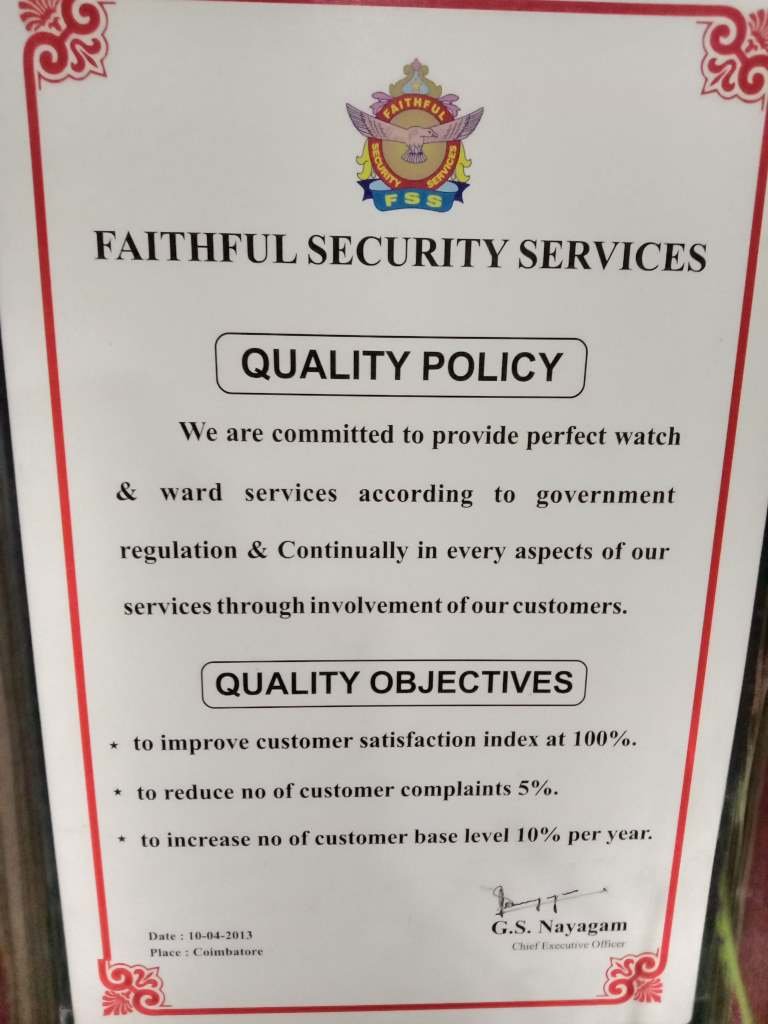 FAITHFUL
SECURITY SERVICES
FSS
FAITHFUL SECURITY SERVICES
QUALITY POLICY
We are committed to provide perfect watch
& ward services according to government
regulation & Continually in every aspects of our
services through involvement of our customers.
QUALITY OBJECTIVES
* to improve customer satisfaction index at 100%.
* to reduce no of customer complaints 5%.
* to increase no of customer base level 10% per year.
G.S. Nayagam
Chief Executive Officer
Date : 10-04-2013
Place : Coimbatore